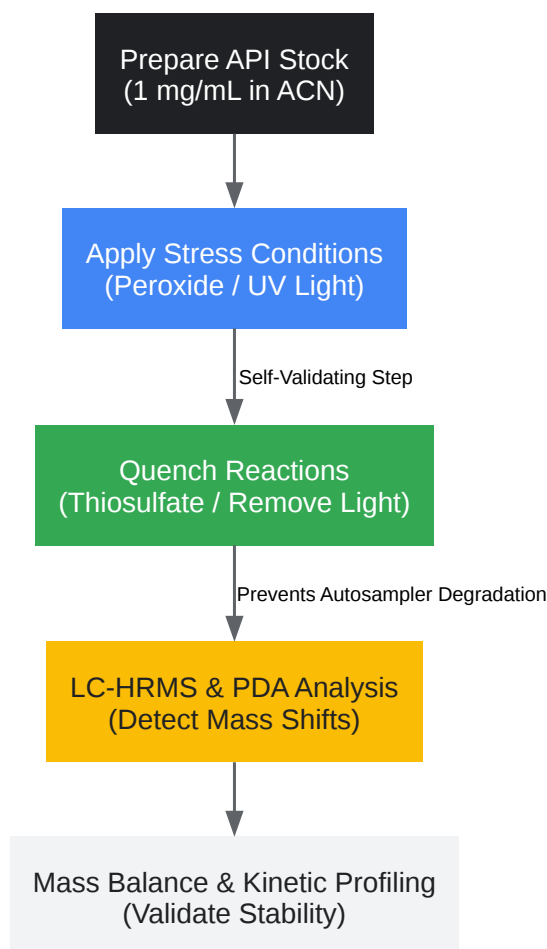 Prepare API Stock
(1 mg/mL in ACN)
Apply Stress Conditions
(Peroxide / UV Light)
Self-Validating Step
Quench Reactions
(Thiosulfate / Remove Light)
Prevents Autosampler Degradation
LC-HRMS & PDA Analysis
(Detect Mass Shifts)
Mass Balance & Kinetic Profiling
(Validate Stability)